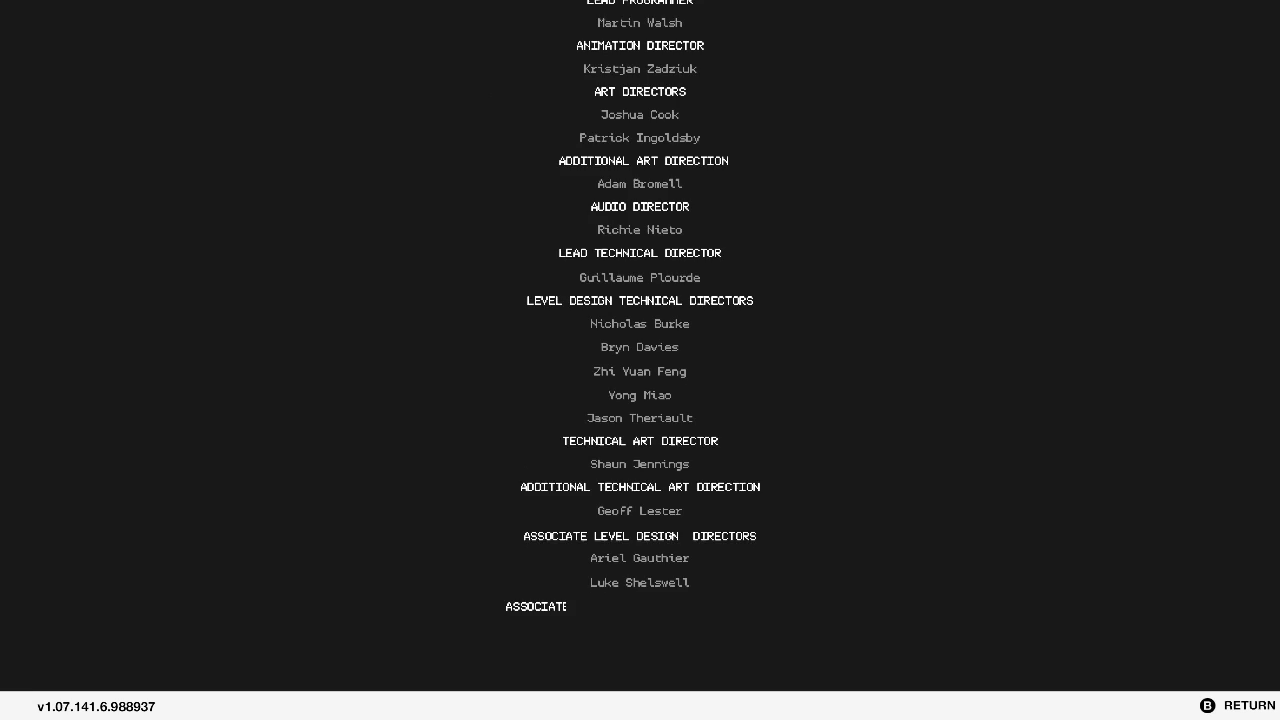 LEAD PROGRAMMER
Martin Walsh
ANIMATION DIRECTOR
Kristjan Zadziuk
ART DIRECTORS
Joshua Cook
Patrick Ingoldsby
ADDITIONAL ART DIRECTION
Adam Bromell
AUDIO DIRECTOR
Richie Nieto
LEAD TECHNICAL DIRECTOR
Guillaume Plourde
LEVEL DESIGN TECHNICAL DIRECTORS
Nicholas Burke
Bryn Davies
Zhi Yuan Feng
Yong Miao
Jason Theriault
TECHNICAL ART DIRECTOR
Shaun Jennings
ADDITIONAL TECHNICAL ART DIRECTION
Geoff Lester
ASSOCIATE LEVEL DESIGN  DIRECTORS
Ariel Gauthier
Luke Shelswell
ASSOCIATE
v1.07.141.6.988937
B RETURN